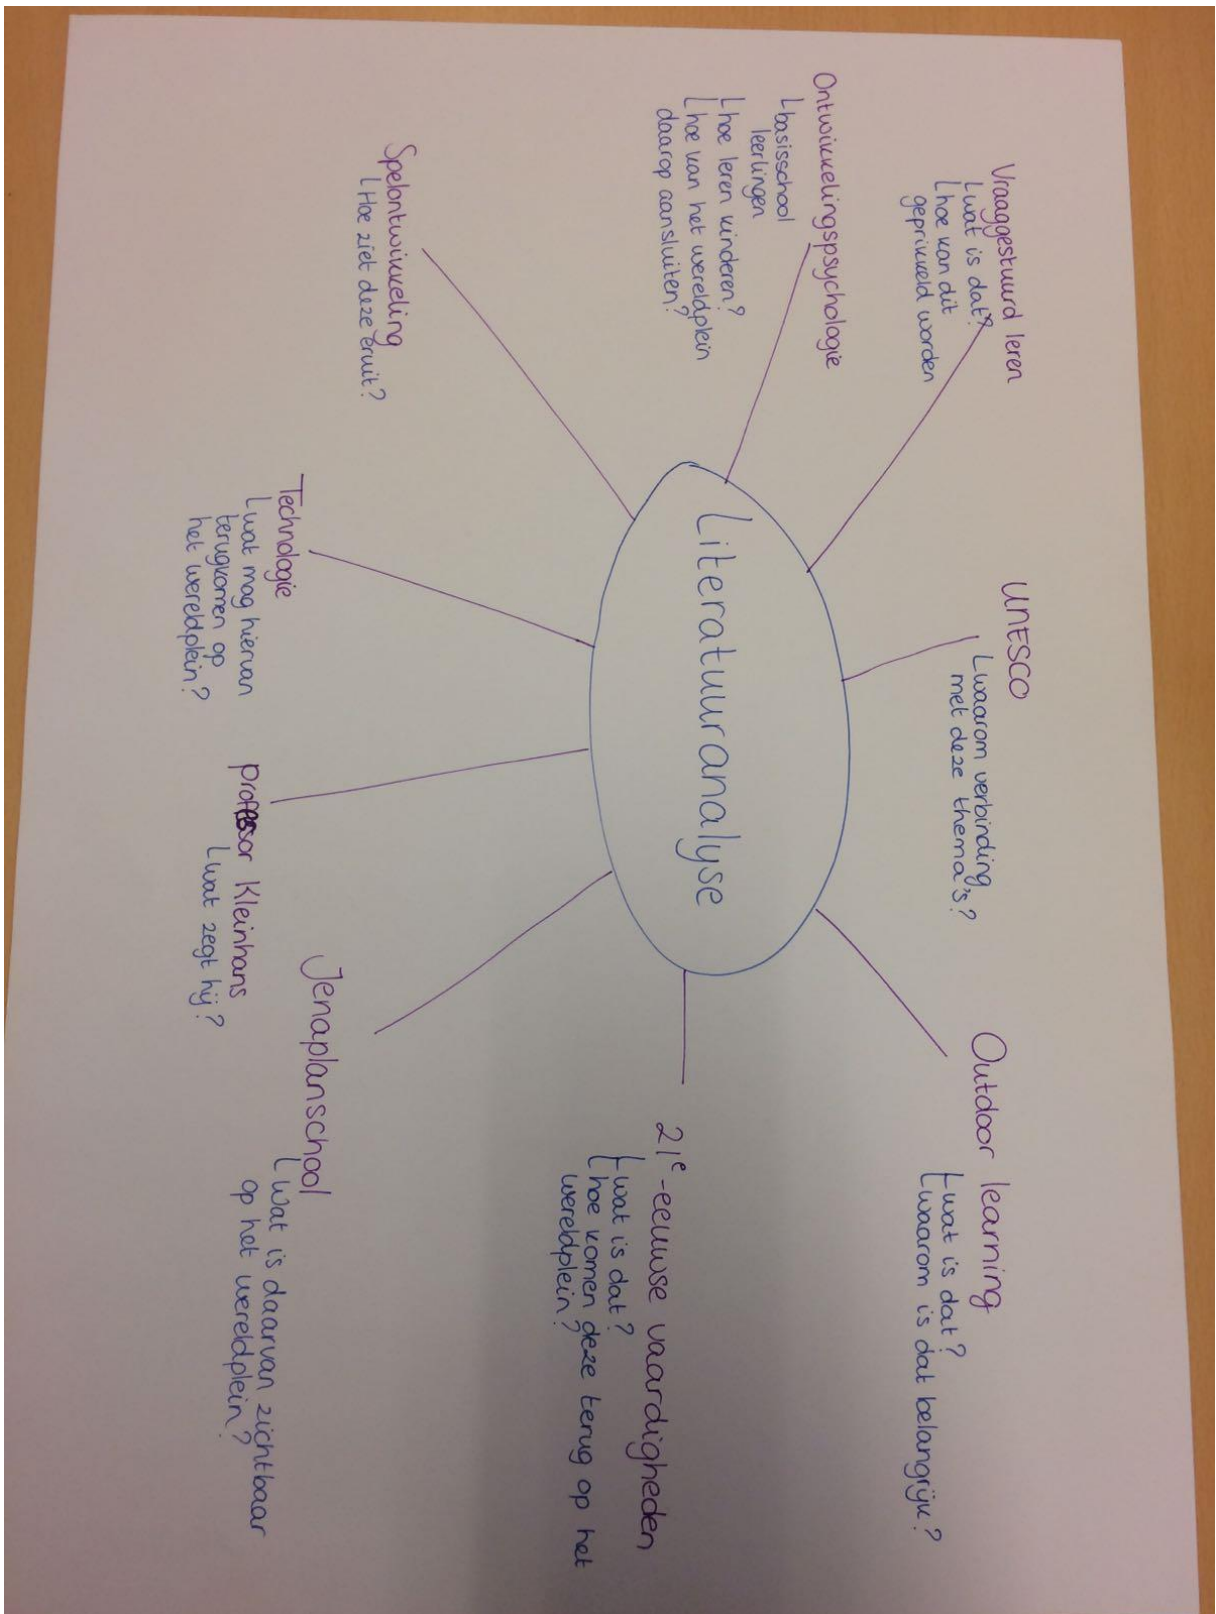 Literatuuranalyse
Vraaggestuurd leren
wat is dat?
hoe kan dit
geprikkeld worden
UNESCO
waarom verbinding
met deze thema's?
Outdoor learning
wat is dat?
waarom is dat belangrijk?
21e-eeuwse vaardigheden
wat is dat?
hoe komen deze terug op het
wereldplein?
Jenaplanschool
Wat is daarvan zichtbaar
op het wereldplein?
professor Kleinhans
wat zegt hij?
Technologie
wat mag hiervan
terugkomen op
het wereldplein?
Spelontwikkeling
Hoe ziet deze eruit?
Ontwikkelingspsychologie
basisschool
leerlingen
hoe leren kinderen?
hoe kan het wereldplein
daarop aansluiten?